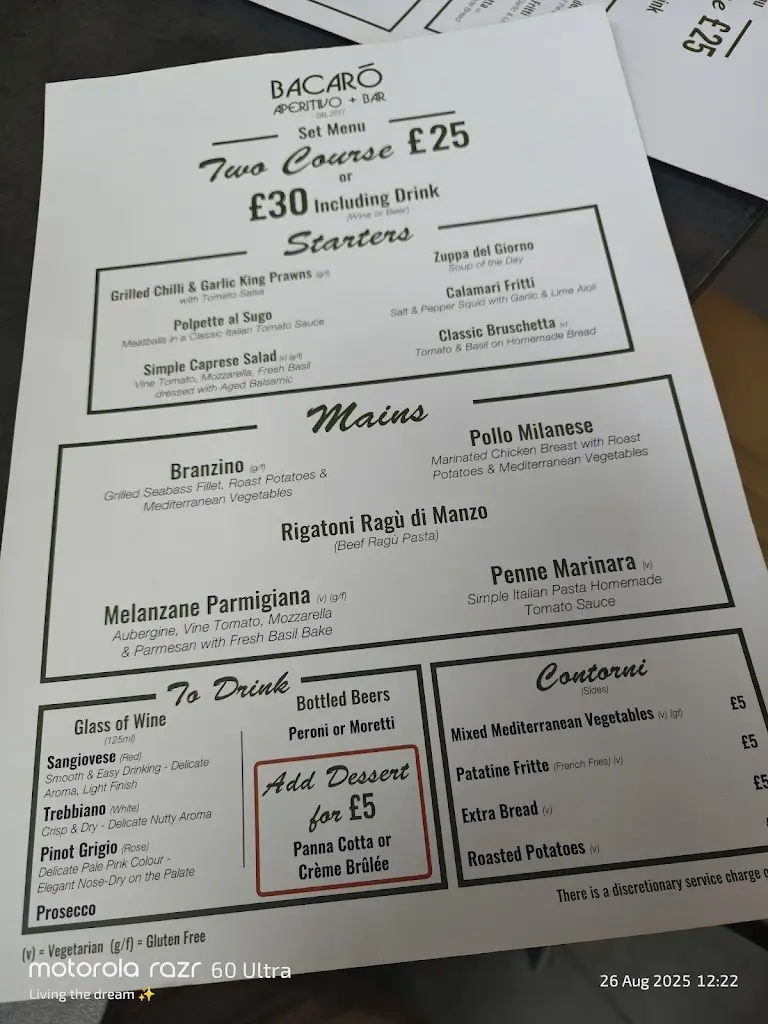 BACARŌ
APERITIVO + BAR
DAL 2017
Set Menu
Two Course £25
or
£30 Including Drink
(Wine or Beer)
Starters
Grilled Chilli & Garlic King Prawns (g/f)
with Tomato Salsa
Polpette al Sugo
Meatballs in a Classic Italian Tomato Sauce
Simple Caprese Salad (v) (g/f)
Vine Tomato, Mozzarella, Fresh Basil
dressed with Aged Balsamic
Zuppa del Giorno
Soup of the Day
Calamari Fritti
Salt & Pepper Squid with Garlic & Lime Aioli
Classic Bruschetta (v)
Tomato & Basil on Homemade Bread
Mains
Branzino (g/f)
Grilled Seabass Fillet, Roast Potatoes &
Mediterranean Vegetables
Pollo Milanese
Marinated Chicken Breast with Roast
Potatoes & Mediterranean Vegetables
Rigatoni Ragù di Manzo
(Beef Ragù Pasta)
Melanzane Parmigiana (v) (g/f)
Aubergine, Vine Tomato, Mozzarella
& Parmesan with Fresh Basil Bake
Penne Marinara (v)
Simple Italian Pasta Homemade
Tomato Sauce
To Drink
Glass of Wine
(125ml)
Sangiovese (Red)
Smooth & Easy Drinking - Delicate
Aroma, Light Finish
Trebbiano (White)
Crisp & Dry - Delicate Nutty Aroma
Pinot Grigio (Rose)
Delicate Pale Pink Colour -
Elegant Nose-Dry on the Palate
Prosecco
Bottled Beers
Peroni or Moretti
Add Dessert
for £5
Panna Cotta or
Crème Brûlée
Contorni
(Sides)
Mixed Mediterranean Vegetables (v) (gf) £5
Patatine Fritte (French Fries) (v) £5
Extra Bread (v) £5
Roasted Potatoes (v)
There is a discretionary service charge
(v) = Vegetarian (g/f) = Gluten Free
£25
motorola razr 60 Ultra
Living the dream ✨
26 Aug 2025 12:22